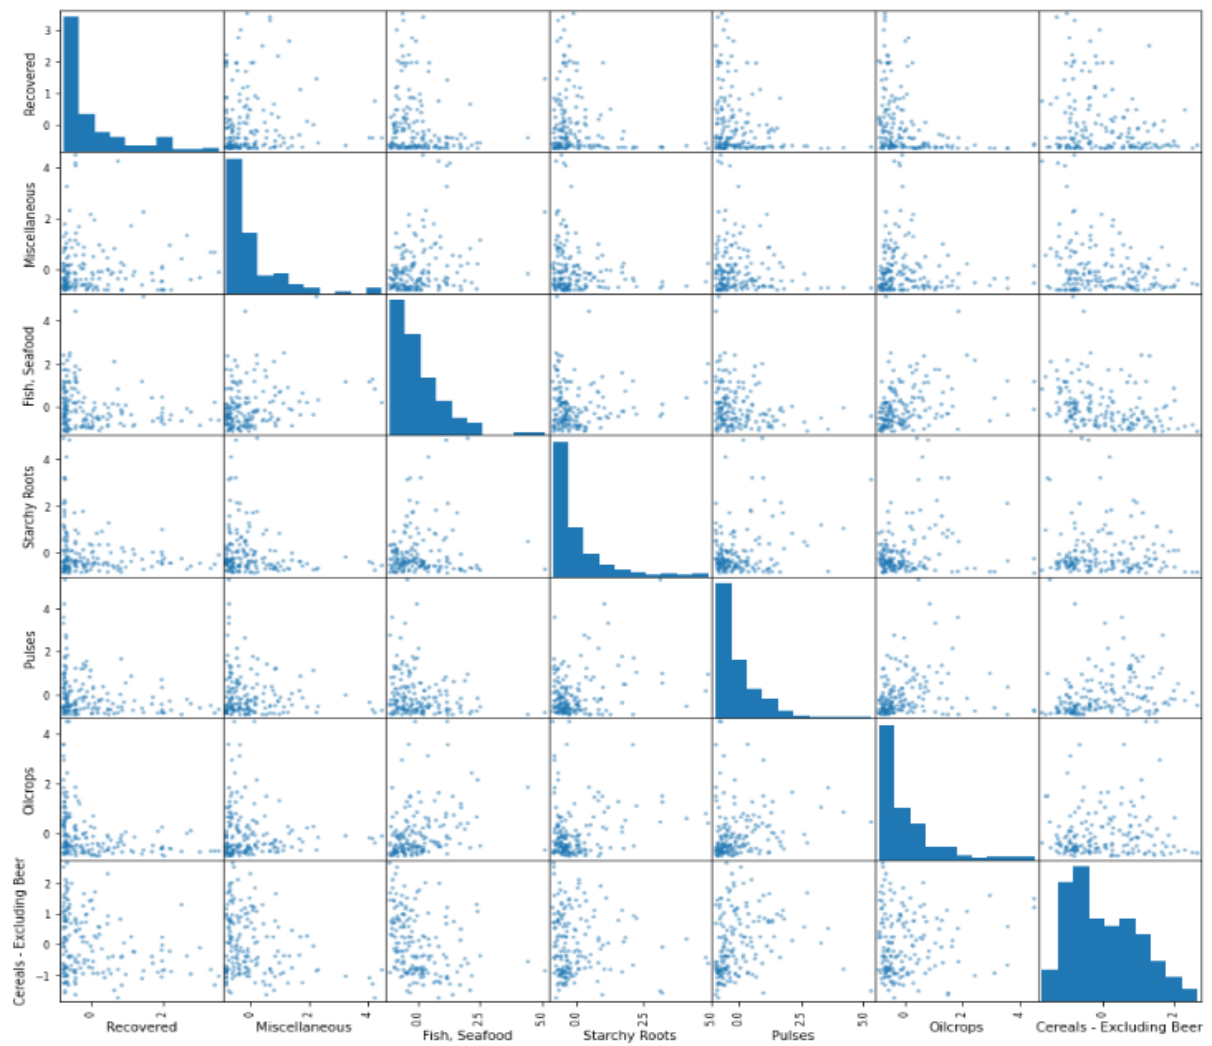 Recovered
3
2
1
0
Miscellaneous
4
2
0
Fish, Seafood
4
2
0
Starchy Roots
4
2
0
Pulses
4
2
0
Oilcrops
4
2
0
Cereals - Excluding Beer
2
1
0
−1
0 2 0 2 4 0.0 2.5 5.0 0.0 2.5 5.0 0.0 2.5 5.0 0 2 4 0 2
Recovered Miscellaneous Fish, Seafood Starchy Roots Pulses Oilcrops Cereals - Excluding Beer